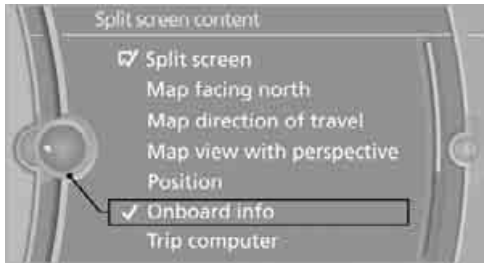 Split screen content
Split screen
Map facing north
Map direction of travel
Map view with perspective
Position
Onboard info
Trip computer